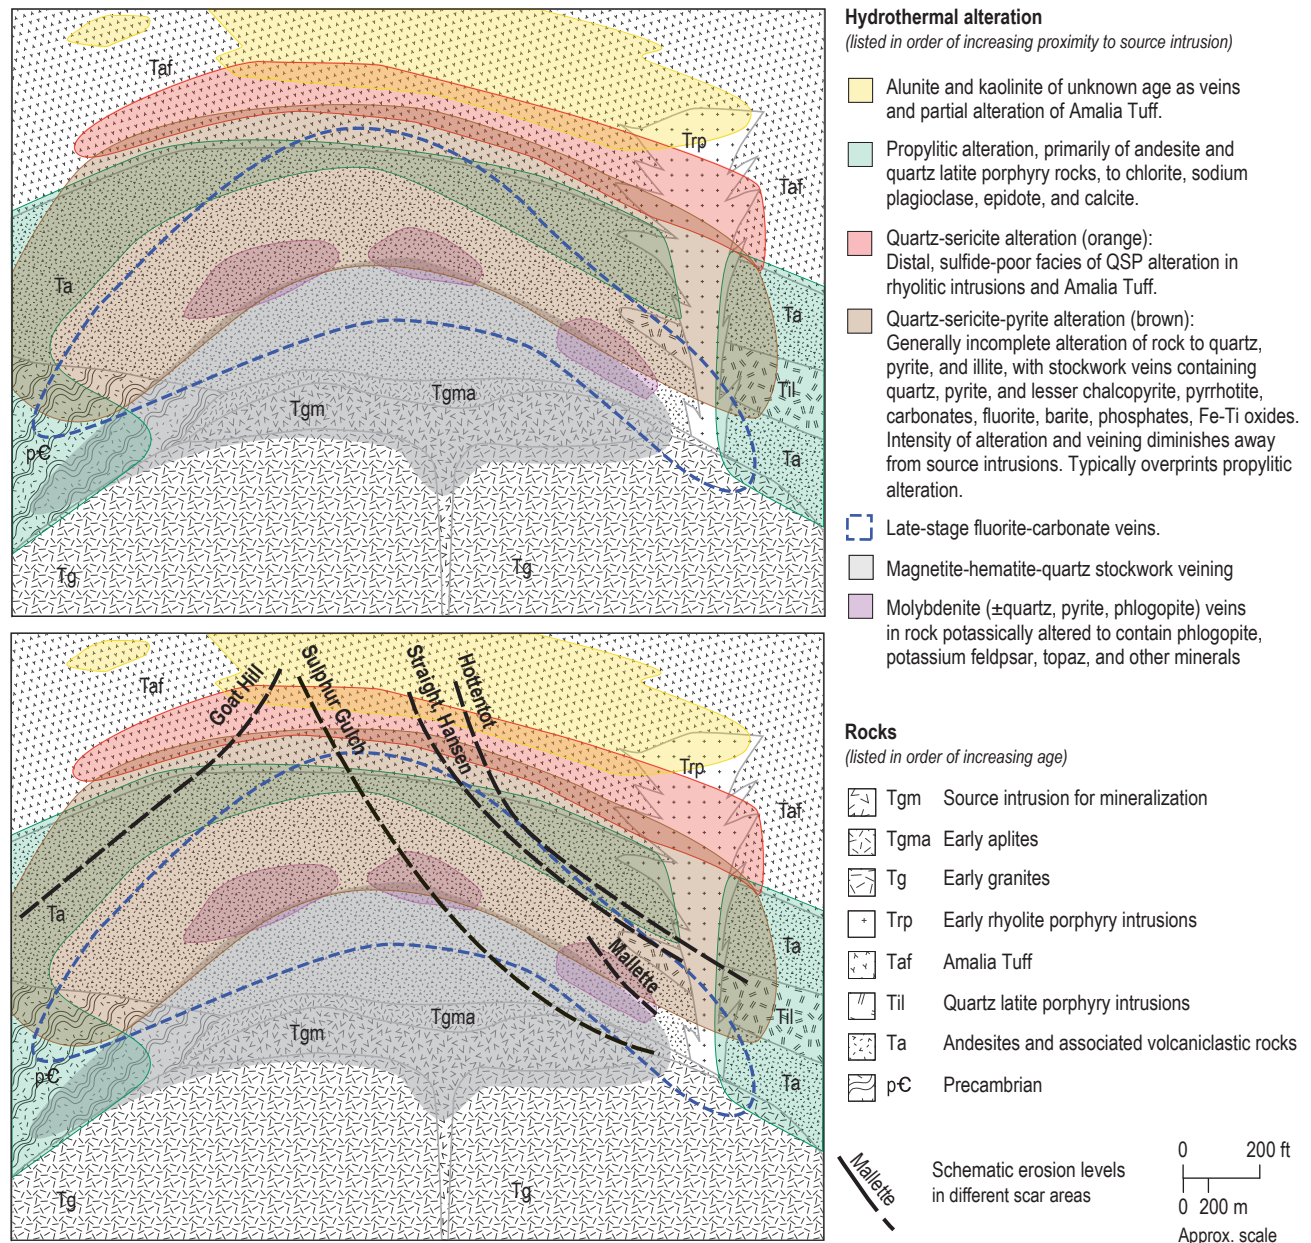 Taf
Trp
Taf
Ta
Ta
Til
Tgma
Tgm
Ta
p€
Tg
Tg
Goat Hill
Sulphur Gulch
Straight, Hansen
Hottentot
Taf
Trp
Taf
Ta
Ta
Mallette
Til
Tgma
Tgm
p€
Ta
Tg
Tg
Hydrothermal alteration
(listed in order of increasing proximity to source intrusion)
Alunite and kaolinite of unknown age as veins
and partial alteration of Amalia Tuff.
Propylitic alteration, primarily of andesite and
quartz latite porphyry rocks, to chlorite, sodium
plagioclase, epidote, and calcite.
Quartz-sericite alteration (orange):
Distal, sulfide-poor facies of QSP alteration in
rhyolitic intrusions and Amalia Tuff.
Quartz-sericite-pyrite alteration (brown):
Generally incomplete alteration of rock to quartz,
pyrite, and illite, with stockwork veins containing
quartz, pyrite, and lesser chalcopyrite, pyrrhotite,
carbonates, fluorite, barite, phosphates, Fe-Ti oxides.
Intensity of alteration and veining diminishes away
from source intrusions. Typically overprints propylitic
alteration.
Late-stage fluorite-carbonate veins.
Magnetite-hematite-quartz stockwork veining
Molybdenite (±quartz, pyrite, phlogopite) veins
in rock potassically altered to contain phlogopite,
potassium feldpsar, topaz, and other minerals
Rocks
(listed in order of increasing age)
Tgm Source intrusion for mineralization
Tgma Early aplites
Tg Early granites
Trp Early rhyolite porphyry intrusions
Taf Amalia Tuff
Til Quartz latite porphyry intrusions
Ta Andesites and associated volcaniclastic rocks
p€ Precambrian
Mallette
Schematic erosion levels
in different scar areas
0 200 ft
0 200 m
Approx. scale